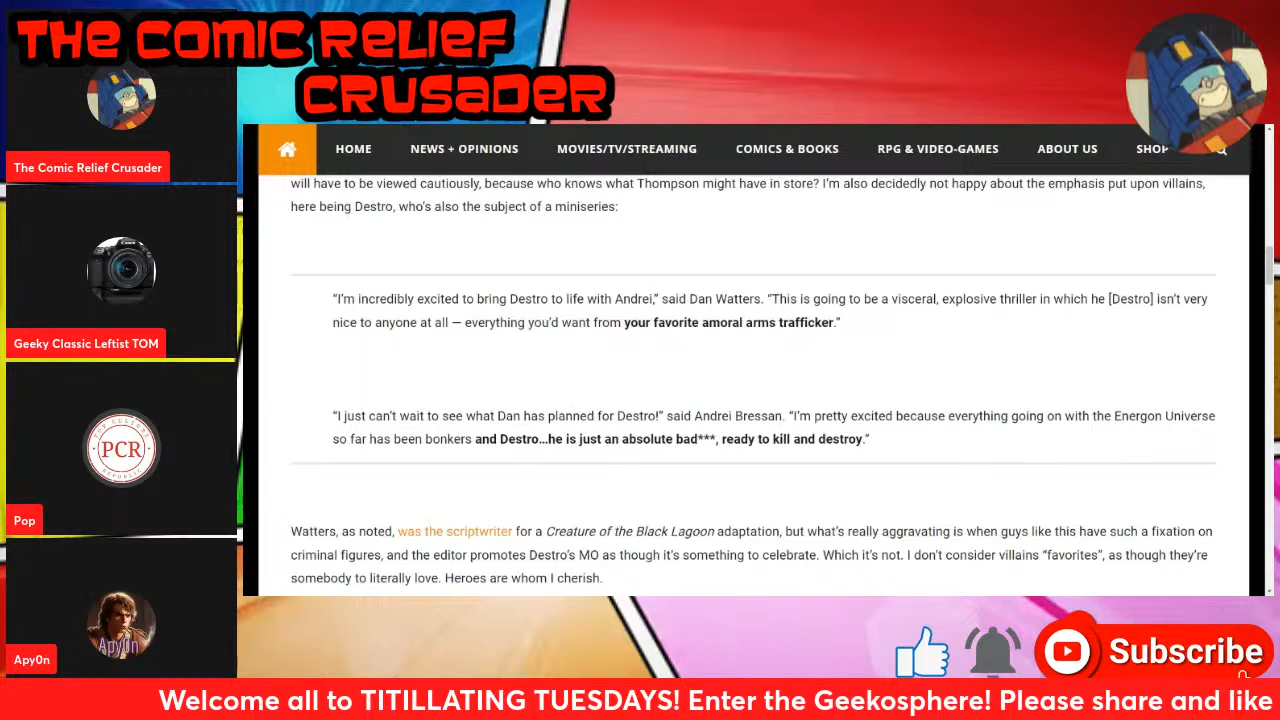 THE COMIC RELIEF
CRUSADER
The Comic Relief Crusader
Geeky Classic Leftist TOM
PCR
POP CULTURE
REPUBLIC
Pop
Apy0n
Apy0n
HOME NEWS + OPINIONS MOVIES/TV/STREAMING COMICS & BOOKS RPG & VIDEO-GAMES ABOUT US SHOP
will have to be viewed cautiously, because who knows what Thompson might have in store? I’m also decidedly not happy about the emphasis put upon villains,
here being Destro, who’s also the subject of a miniseries:
“I’m incredibly excited to bring Destro to life with Andrei,” said Dan Watters. “This is going to be a visceral, explosive thriller in which he [Destro] isn’t very
nice to anyone at all — everything you’d want from your favorite amoral arms trafficker.”
“I just can’t wait to see what Dan has planned for Destro!” said Andrei Bressan. “I’m pretty excited because everything going on with the Energon Universe
so far has been bonkers and Destro…he is just an absolute bad***, ready to kill and destroy.”
Watters, as noted, was the scriptwriter for a Creature of the Black Lagoon adaptation, but what’s really aggravating is when guys like this have such a fixation on
criminal figures, and the editor promotes Destro’s MO as though it’s something to celebrate. Which it’s not. I don’t consider villains “favorites”, as though they’re
somebody to literally love. Heroes are whom I cherish.
Subscribe
Welcome all to TITILLATING TUESDAYS! Enter the Geekosphere! Please share and like